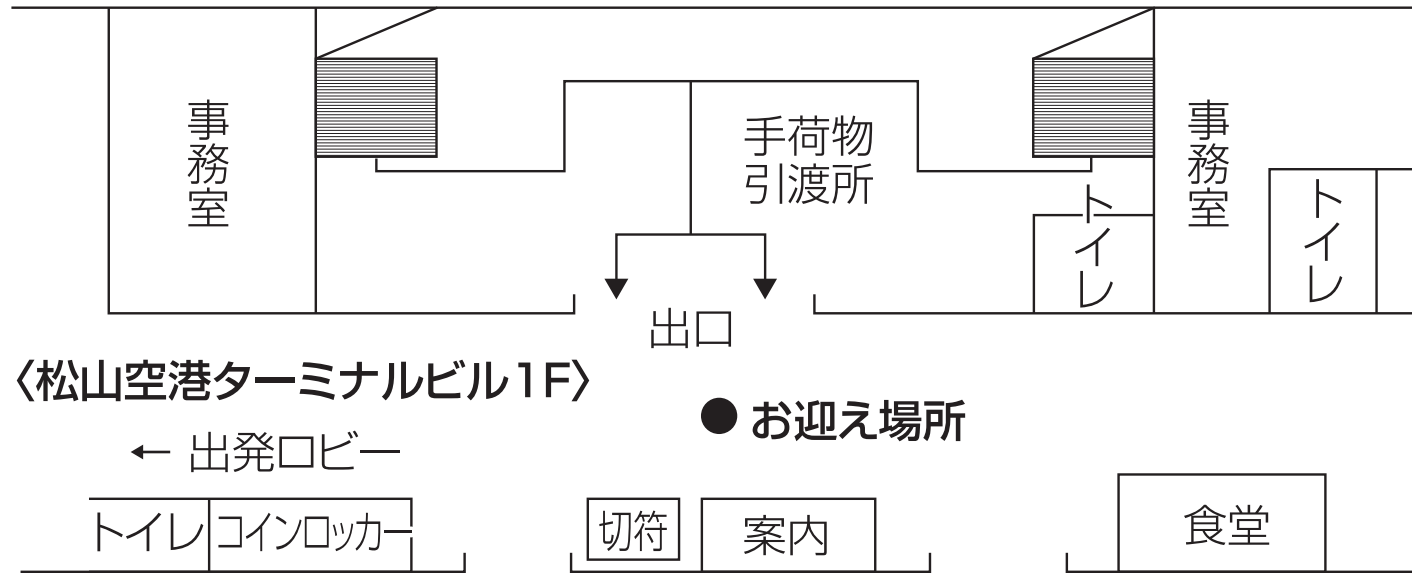 事務室
手荷物
引渡所
事務室
トイレ
トイレ
出口
〈松山空港ターミナルビル1F〉
● お迎え場所
← 出発ロビー
トイレ
コインロッカー
切符
案内
食堂